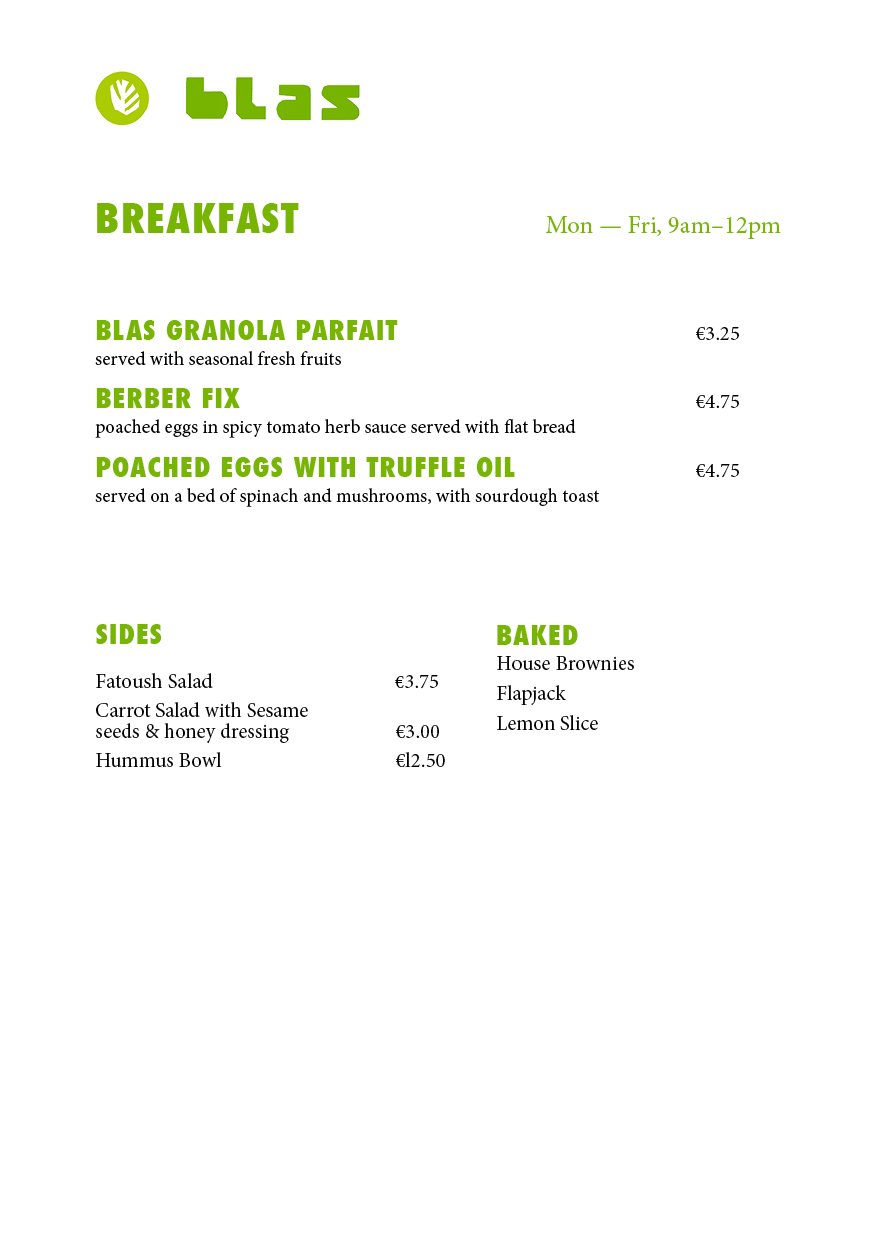 blas
BREAKFAST Mon — Fri, 9am–12pm
BLAS GRANOLA PARFAIT €3.25
served with seasonal fresh fruits
BERBER FIX €4.75
poached eggs in spicy tomato herb sauce served with flat bread
POACHED EGGS WITH TRUFFLE OIL €4.75
served on a bed of spinach and mushrooms, with sourdough toast
SIDES
Fatoush Salad €3.75
Carrot Salad with Sesame
seeds & honey dressing €3.00
Hummus Bowl €l2.50
BAKED
House Brownies
Flapjack
Lemon Slice